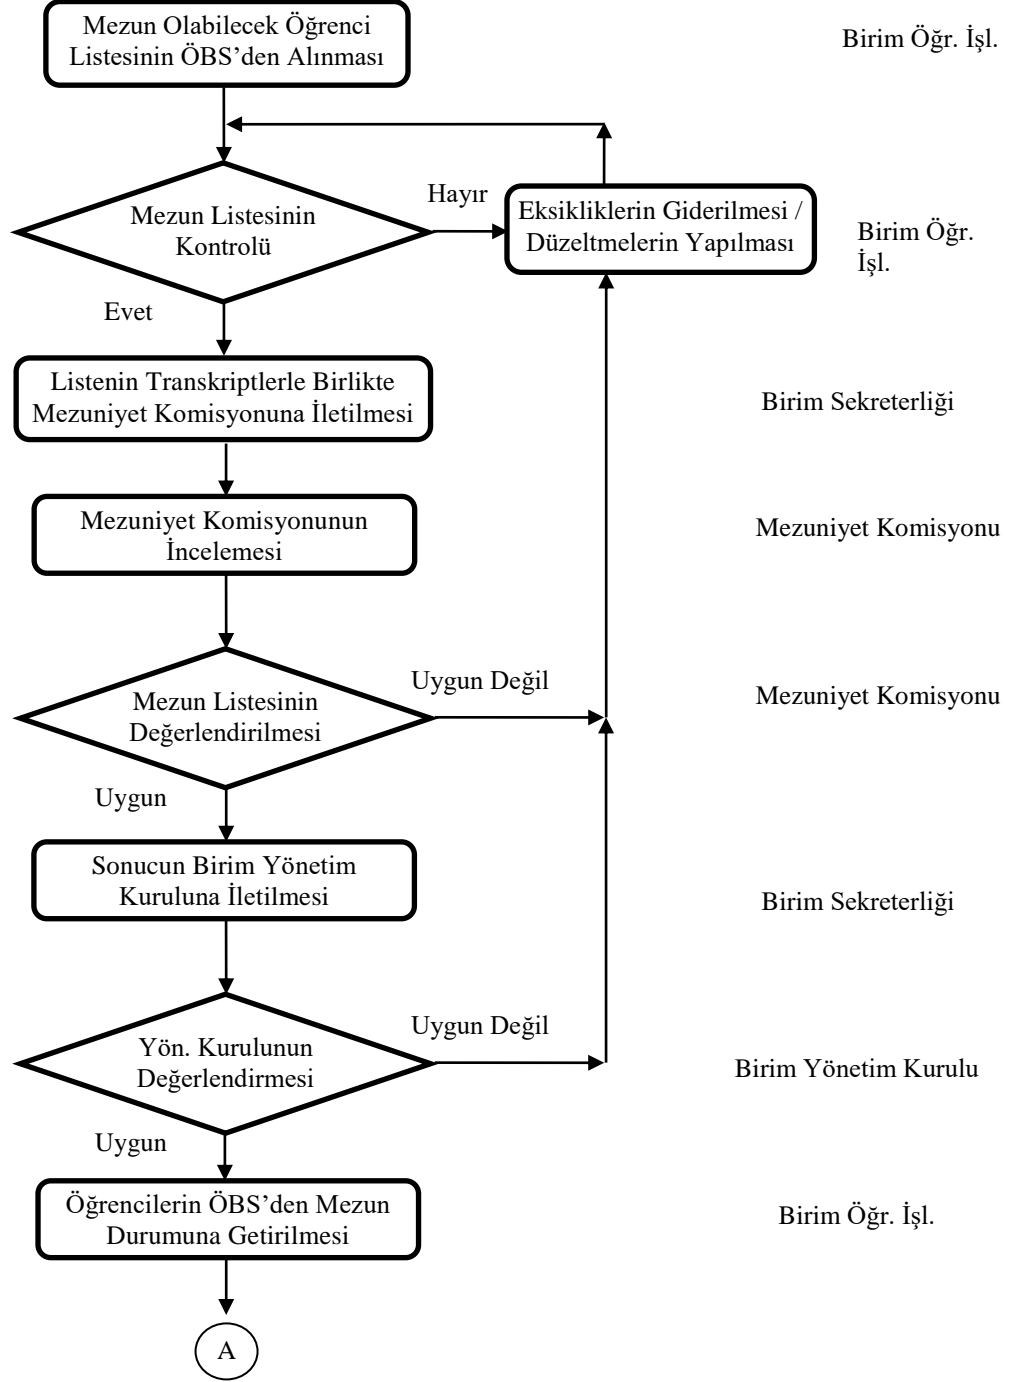 Mezun Olabilecek Öğrenci
Listesinin ÖBS’den Alınması
Birim Öğr. İşl.
Mezun Listesinin
Kontrolü
Hayır
Eksikliklerin Giderilmesi /
Düzeltmelerin Yapılması
Birim Öğr.
İşl.
Evet
Listenin Transkriptlerle Birlikte
Mezuniyet Komisyonuna İletilmesi
Birim Sekreterliği
Mezuniyet Komisyonunun
İncelemesi
Mezuniyet Komisyonu
Mezun Listesinin
Değerlendirilmesi
Uygun Değil
Mezuniyet Komisyonu
Uygun
Sonucun Birim Yönetim
Kuruluna İletilmesi
Birim Sekreterliği
Yön. Kurulunun
Değerlendirmesi
Uygun Değil
Birim Yönetim Kurulu
Uygun
Öğrencilerin ÖBS’den Mezun
Durumuna Getirilmesi
Birim Öğr. İşl.
A